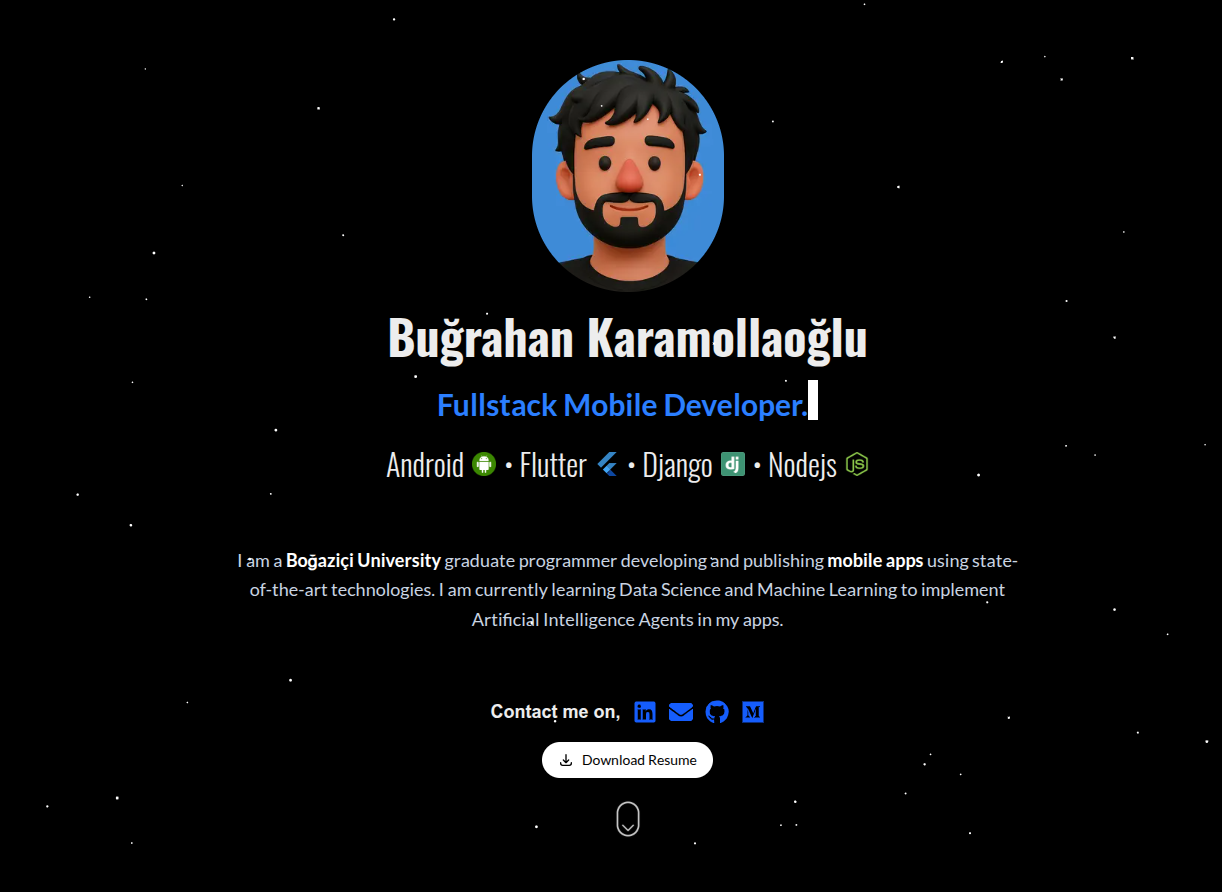 Buğrahan Karamollaoğlu
Fullstack Mobile Developer.
Android • Flutter • Django dj • Nodejs JS
I am a Boğaziçi University graduate programmer developing and publishing mobile apps using state-
of-the-art technologies. I am currently learning Data Science and Machine Learning to implement
Artificial Intelligence Agents in my apps.
Contact me on, in M
Download Resume